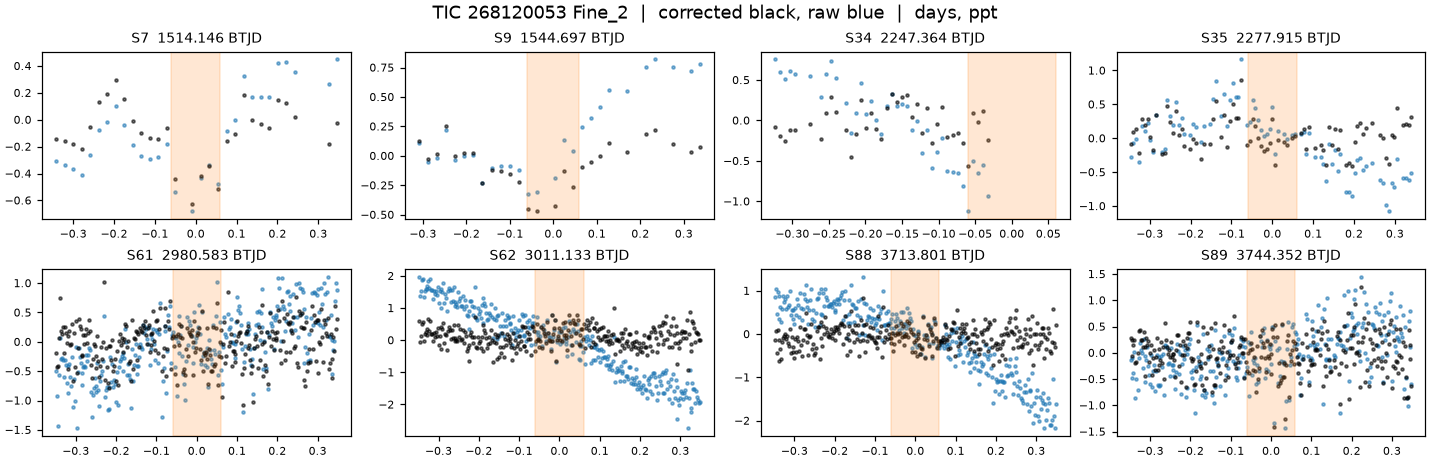 TIC 268120053 Fine_2 | corrected black, raw blue | days, ppt
S7 1514.146 BTJD
S9 1544.697 BTJD
S34 2247.364 BTJD
S35 2277.915 BTJD
0.4
0.2
0.0
−0.2
−0.4
−0.6
−0.3 −0.2 −0.1 0.0 0.1 0.2 0.3
0.75
0.50
0.25
0.00
−0.25
−0.50
−0.3 −0.2 −0.1 0.0 0.1 0.2 0.3
0.5
0.0
−0.5
−1.0
−0.30 −0.25 −0.20 −0.15 −0.10 −0.05 0.00 0.05
1.0
0.5
0.0
−0.5
−1.0
−0.3 −0.2 −0.1 0.0 0.1 0.2 0.3
S61 2980.583 BTJD
S62 3011.133 BTJD
S88 3713.801 BTJD
S89 3744.352 BTJD
1.0
0.5
0.0
−0.5
−1.0
−1.5
−0.3 −0.2 −0.1 0.0 0.1 0.2 0.3
2
1
0
−1
−2
−0.3 −0.2 −0.1 0.0 0.1 0.2 0.3
1
0
−1
−2
−0.3 −0.2 −0.1 0.0 0.1 0.2 0.3
1.5
1.0
0.5
0.0
−0.5
−1.0
−1.5
−0.3 −0.2 −0.1 0.0 0.1 0.2 0.3